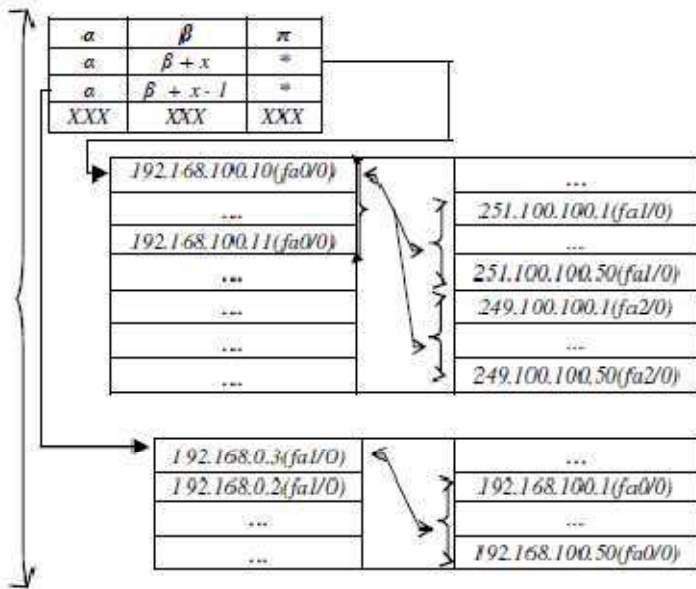 α β π
α β + x *
α β + x - 1 *
XXX XXX XXX
192.168.100.10(fa0/0)
...
192.168.100.11(fa0/0)
...
...
...
...
...
251.100.100.1(fa1/0)
...
251.100.100.50(fa1/0)
249.100.100.1(fa2/0)
...
249.100.100.50(fa2/0)
192.168.0.3(fa1/0)
192.168.0.2(fa1/0)
...
...
...
192.168.100.1(fa0/0)
...
192.168.100.50(fa0/0)